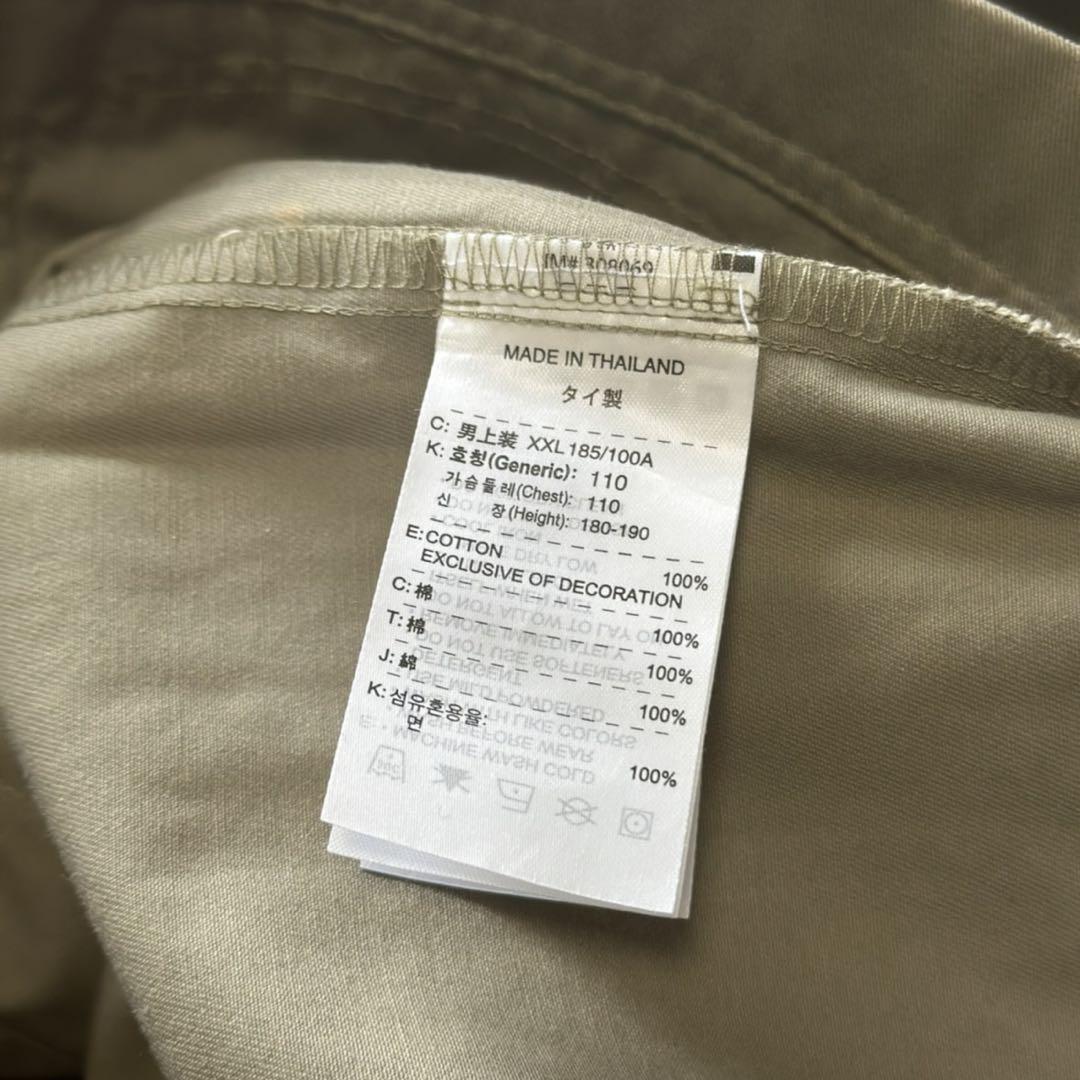 IM# 308069
MADE IN THAILAND
タイ製
C: 男上装 XXL 185/100A
K: 호칭(Generic): 110
가슴둘레(Chest): 110
신 장(Height): 180-190
E: COTTON 100%
EXCLUSIVE OF DECORATION
C: 棉 100%
T: 棉 100%
J: 綿 100%
K: 섬유혼용율:
면 100%